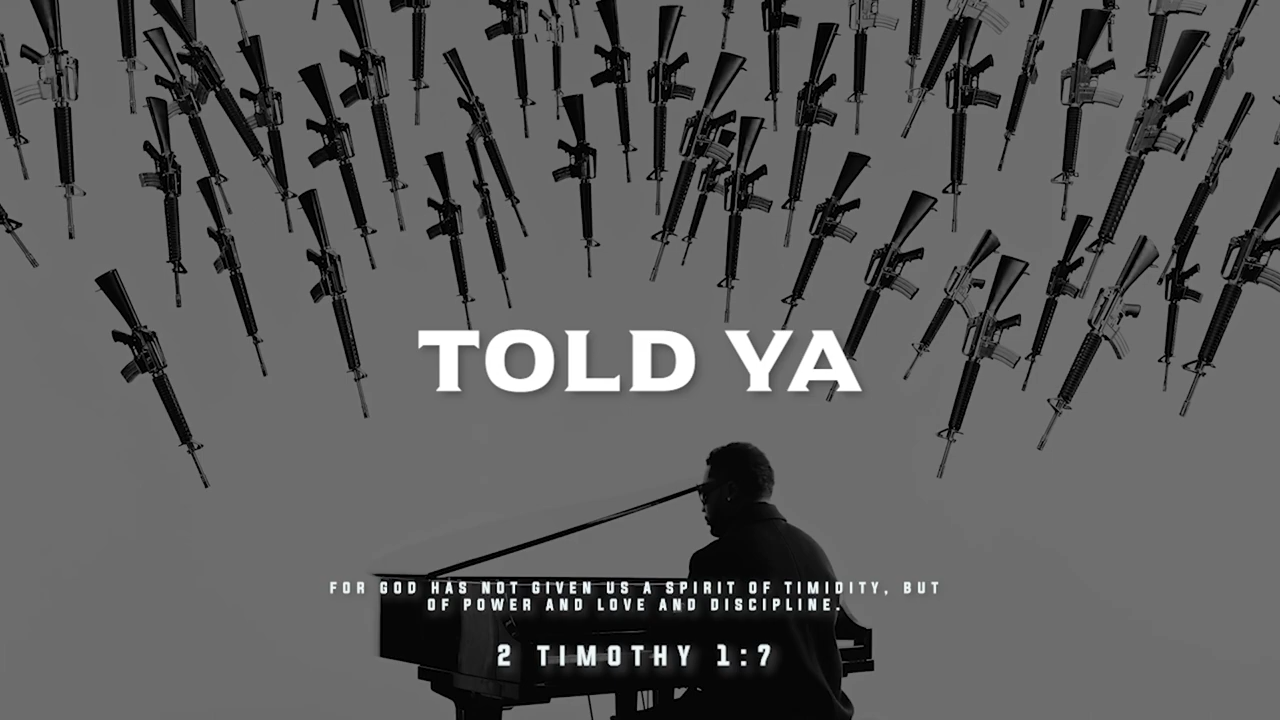 TOLD YA
FOR GOD HAS NOT GIVEN US A SPIRIT OF TIMIDITY, BUT
OF POWER AND LOVE AND DISCIPLINE.
2 TIMOTHY 1:7